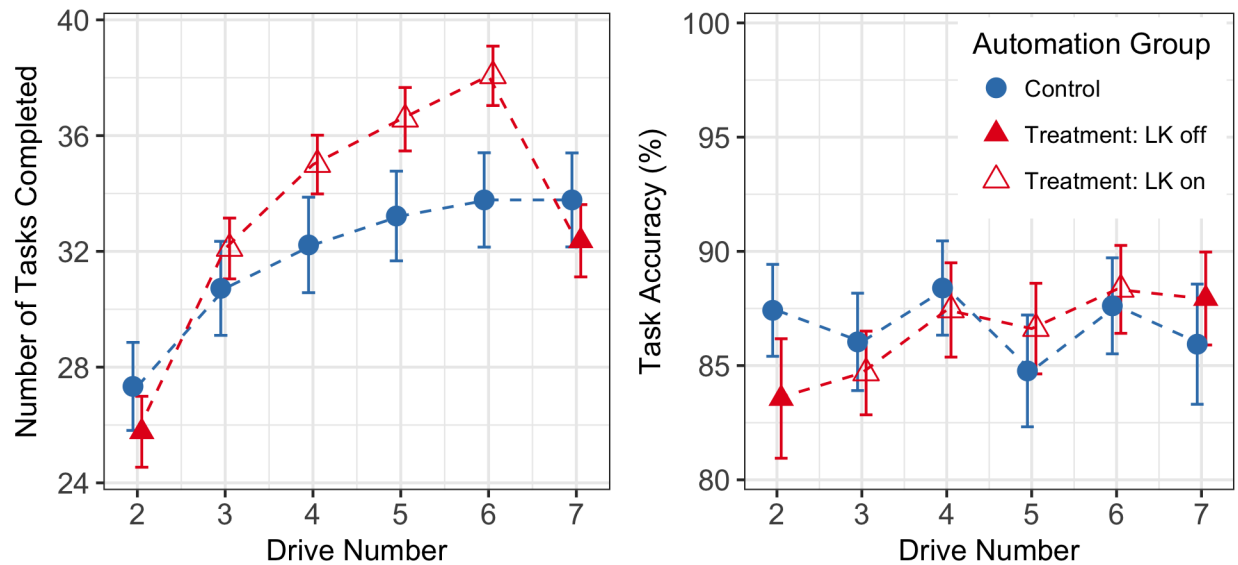 Number of Tasks Completed
40
36
32
28
24
2 3 4 5 6 7
Drive Number
Task Accuracy (%)
100
95
90
85
80
2 3 4 5 6 7
Drive Number
Automation Group
Control
Treatment: LK off
Treatment: LK on